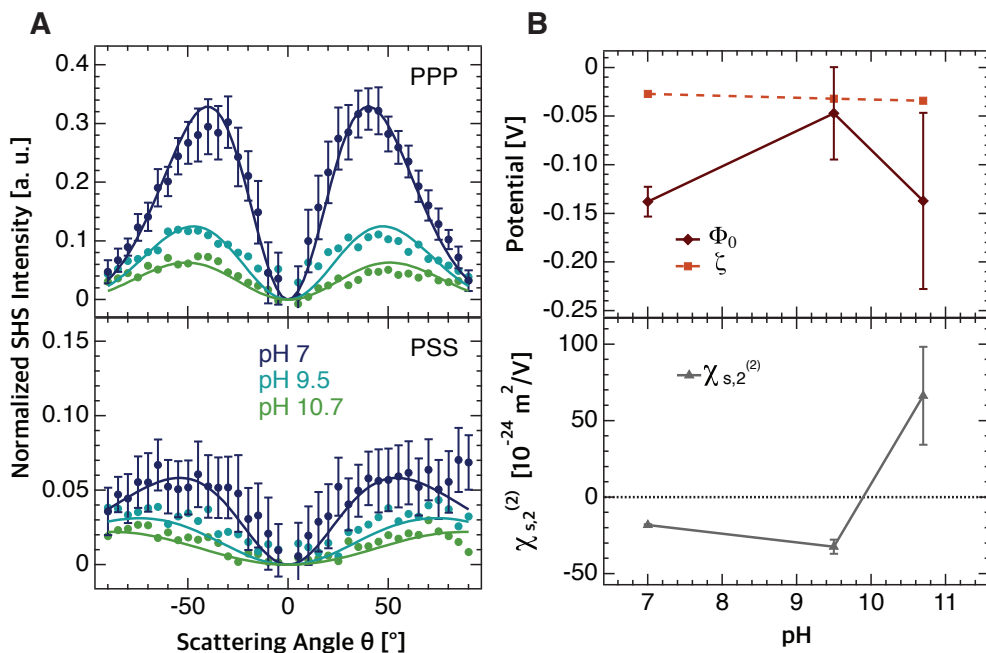 A
B
PPP
0.4
0.3
0.2
0.1
0
Normalized SHS Intensity [a. u.]
PSS
pH 7
pH 9.5
pH 10.7
0.15
0.10
0.05
0
-50
0
50
Scattering Angle θ [°]
0
-0.05
-0.10
-0.15
-0.20
-0.25
Potential [V]
Φ₀
ζ
100
50
0
-50
χ s,2⁽²⁾ [10⁻²⁴ m²/V]
χ s,2⁽²⁾
7
8
9
10
11
pH